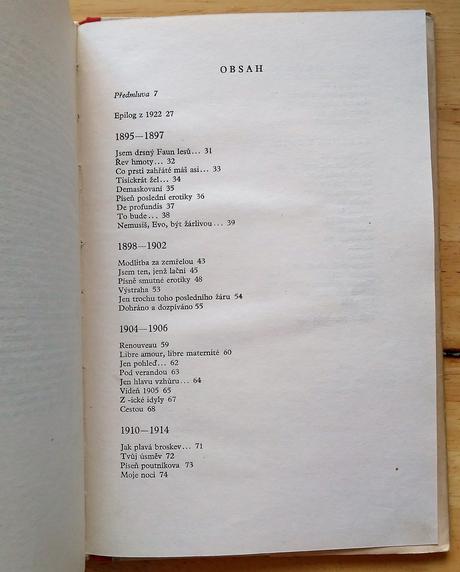 OBSAH
Předmluva 7
Epilog z 1922 27
1895—1897
Jsem drsný Faun lesů... 31
Řev hmoty... 32
Co prsti zahřáté máš asi... 33
Tisíckrát žel... 34
Demaskovaní 35
Píseň poslední erotiky 36
De profundis 37
To bude... 38
Nemusíš, Evo, být žárlivou... 39
1898—1902
Modlitba za zemřelou 43
Jsem ten, jenž lační 45
Písně smutné erotiky 48
Výstraha 53
Jen trochu toho posledního žáru 54
Dohráno a dozpíváno 55
1904—1906
Renouveau 59
Libre amour, libre maternité 60
Jen pohleď... 62
Pod verandou 63
Jen hlavu vzhůru... 64
Vídeň 1905 65
Z -ické idyly 67
Cestou 68
1910—1914
Jak plavá broskev... 71
Tvůj úsměv 72
Píseň poutníkova 73
Moje noci 74